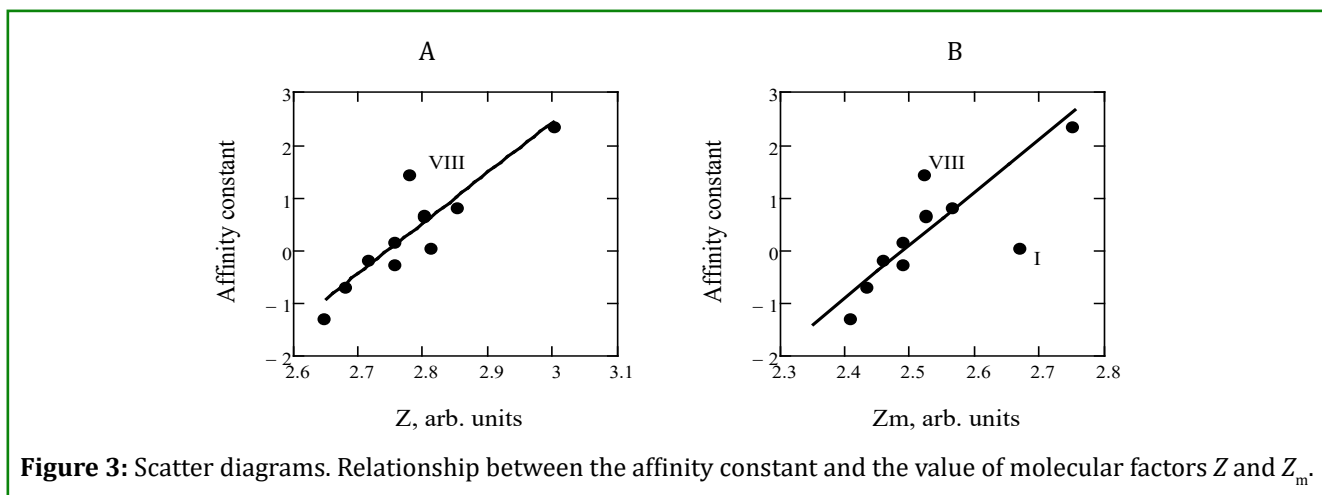 A
B
3
2
1
0
– 1
– 2
Affinity constant
VIII
2.6
2.7
2.8
2.9
3
3.1
Z, arb. units
3
2
1
0
– 1
– 2
Affinity constant
VIII
I
2.3
2.4
2.5
2.6
2.7
2.8
Zm, arb. units
Figure 3: Scatter diagrams. Relationship between the affinity constant and the value of molecular factors Z and Zm.